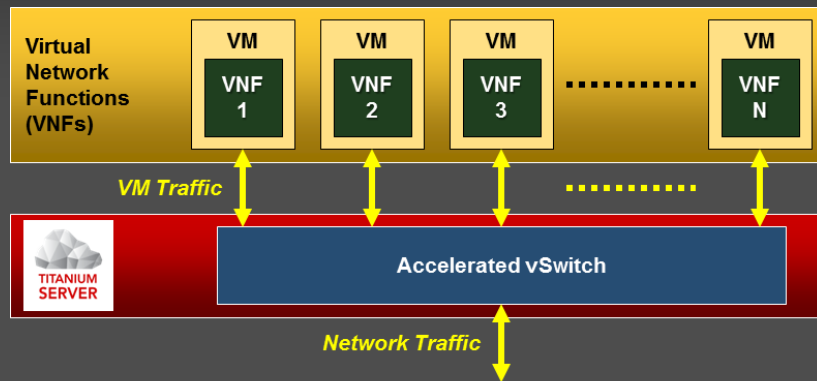 Virtual
Network
Functions
(VNFs)
VM
VNF
1
VM
VNF
2
VM
VNF
3
VM
VNF
N
VM Traffic
TITANIUM
SERVER
Accelerated vSwitch
Network Traffic